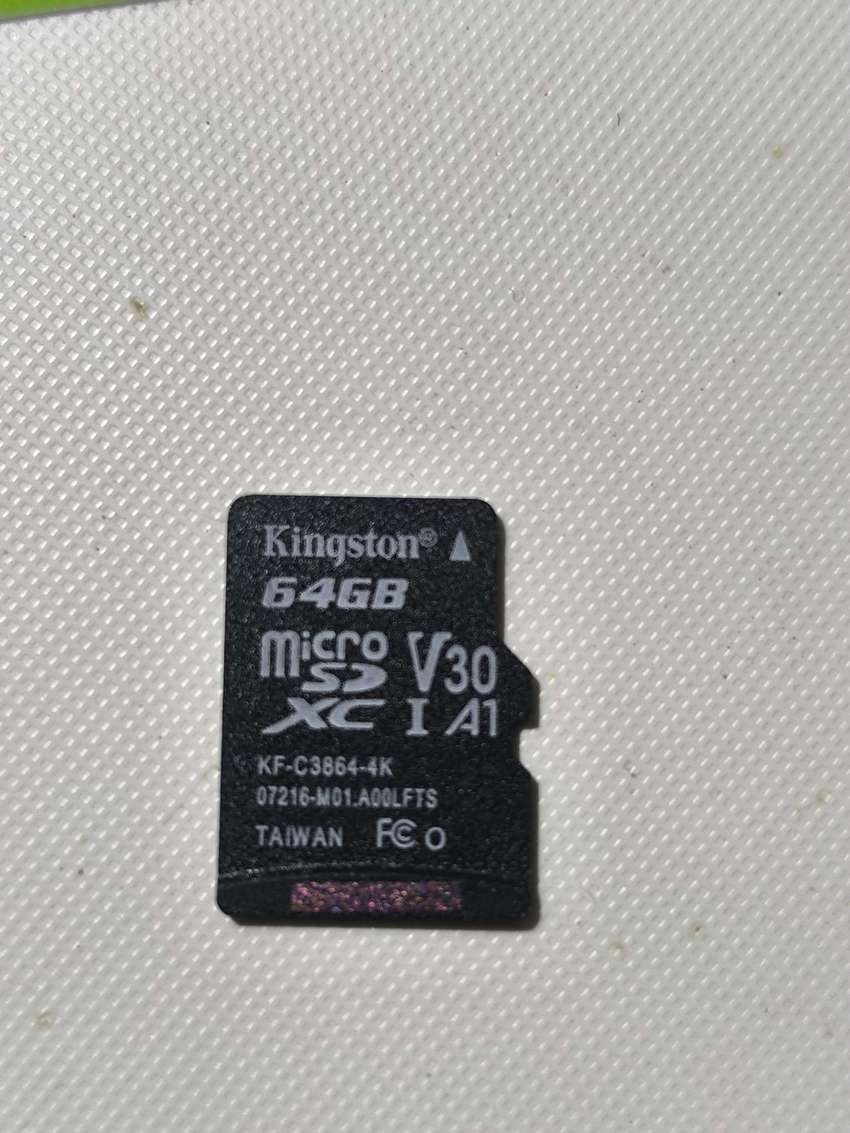 Kingston®
64GB
micro SD XC V30 I A1
KF-C3864-4K
07216-M01.A00LFTS
TAIWAN FC O